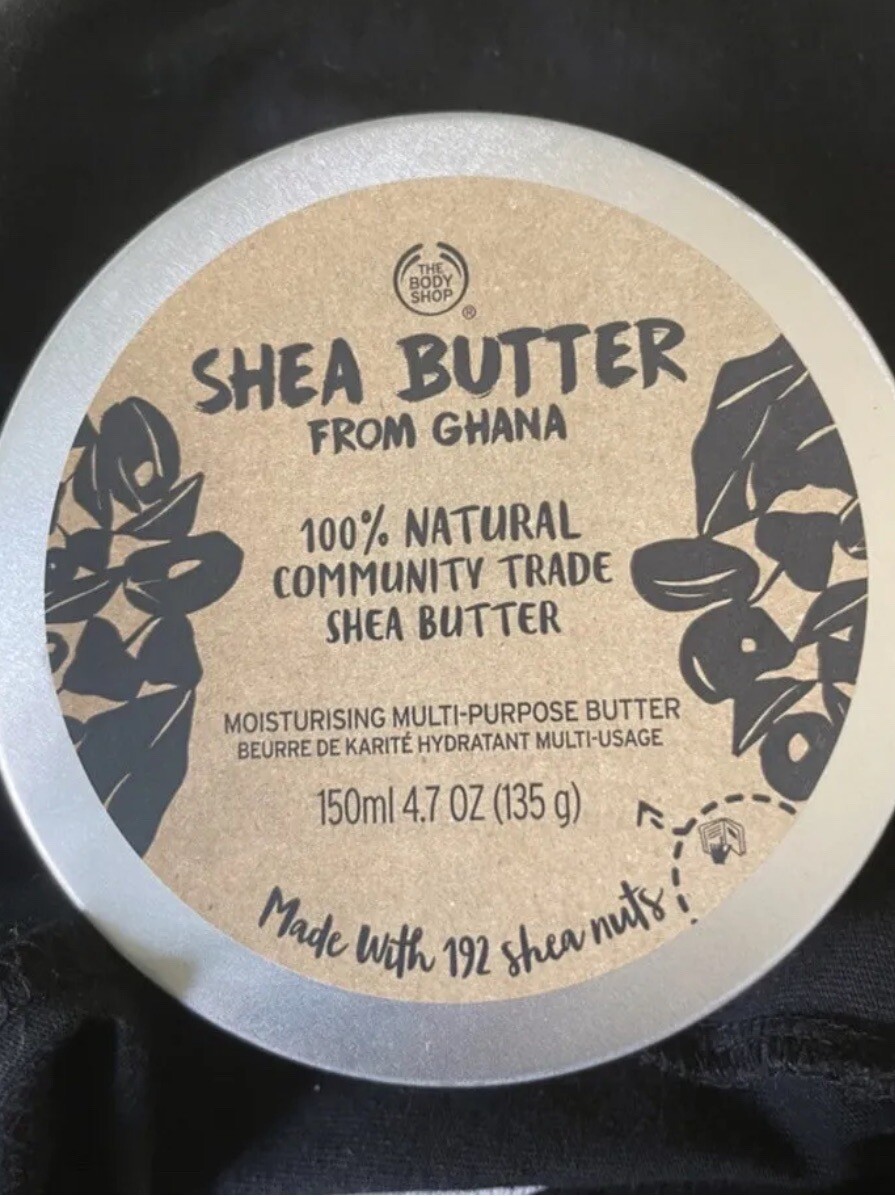 THE
BODY
SHOP
®
SHEA BUTTER
FROM GHANA
100% NATURAL
COMMUNITY TRADE
SHEA BUTTER
MOISTURISING MULTI-PURPOSE BUTTER
BEURRE DE KARITÉ HYDRATANT MULTI-USAGE
150ml 4.7 OZ (135 g)
Made With 192 shea nuts